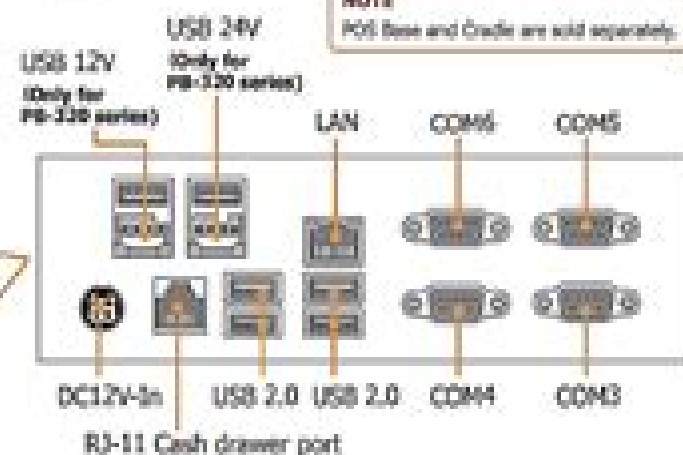 NOTE
POS Base and Cradle are sold separately.
USB 24V
(Only for
PB-320 series)
USB 12V
(Only for
PB-320 series)
LAN
COM6
COM5
DC12V-In
USB 2.0
USB 2.0
COM4
COM3
RJ-11 Cash drawer port